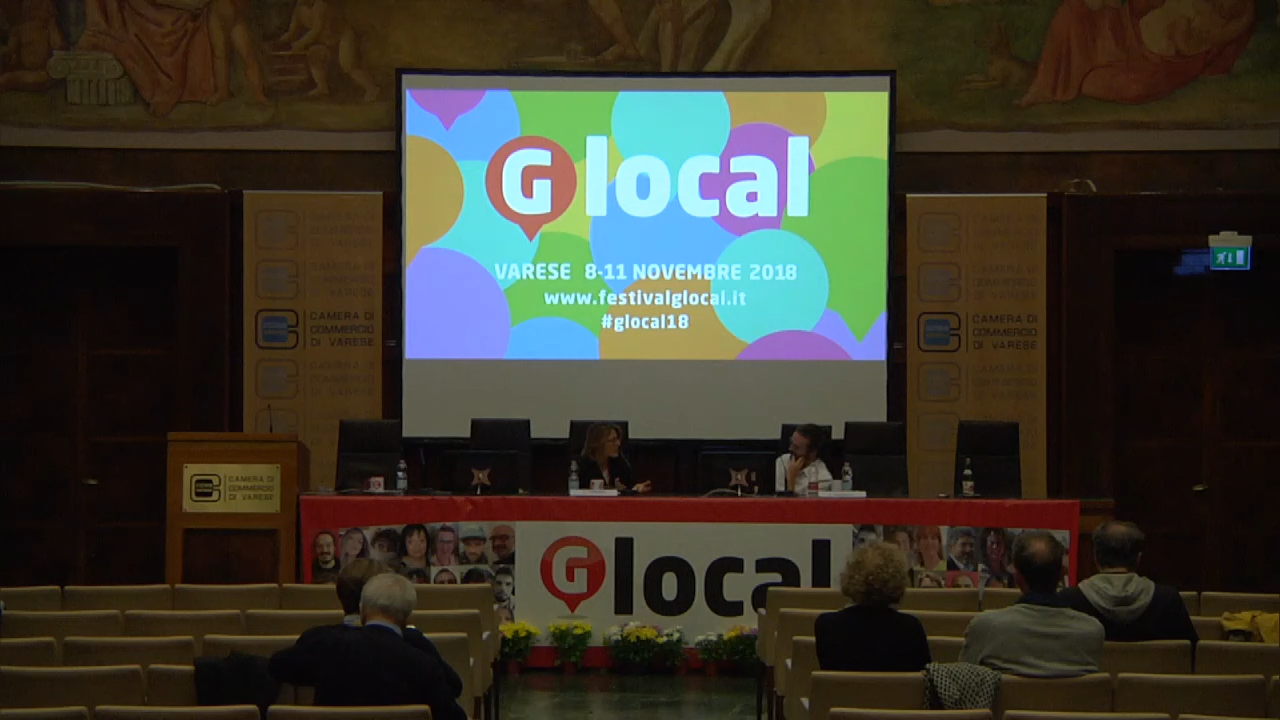 Glocal
VARESE 8-11 NOVEMBRE 2018
www.festivalglocal.it
#glocal18
CAMERA DI
COMMERCIO
DI VARESE
CAMERA DI
COMMERCIO
DI VARESE
CAMERA DI
COMMERCIO
DI VARESE
Glocal